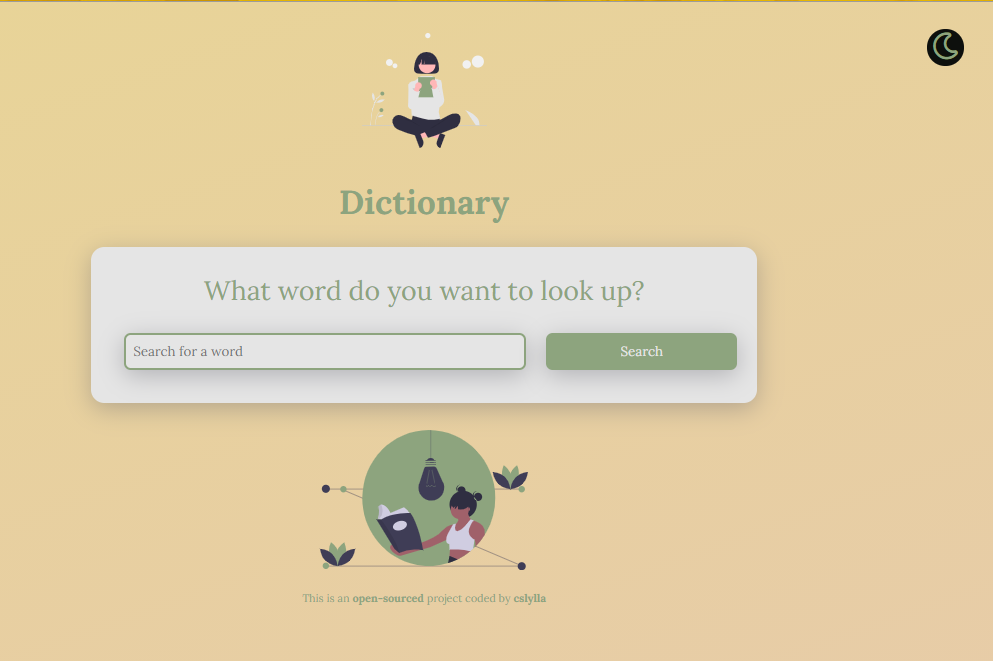 Dictionary
What word do you want to look up?
Search for a word
Search
This is an open-sourced project coded by cslylla